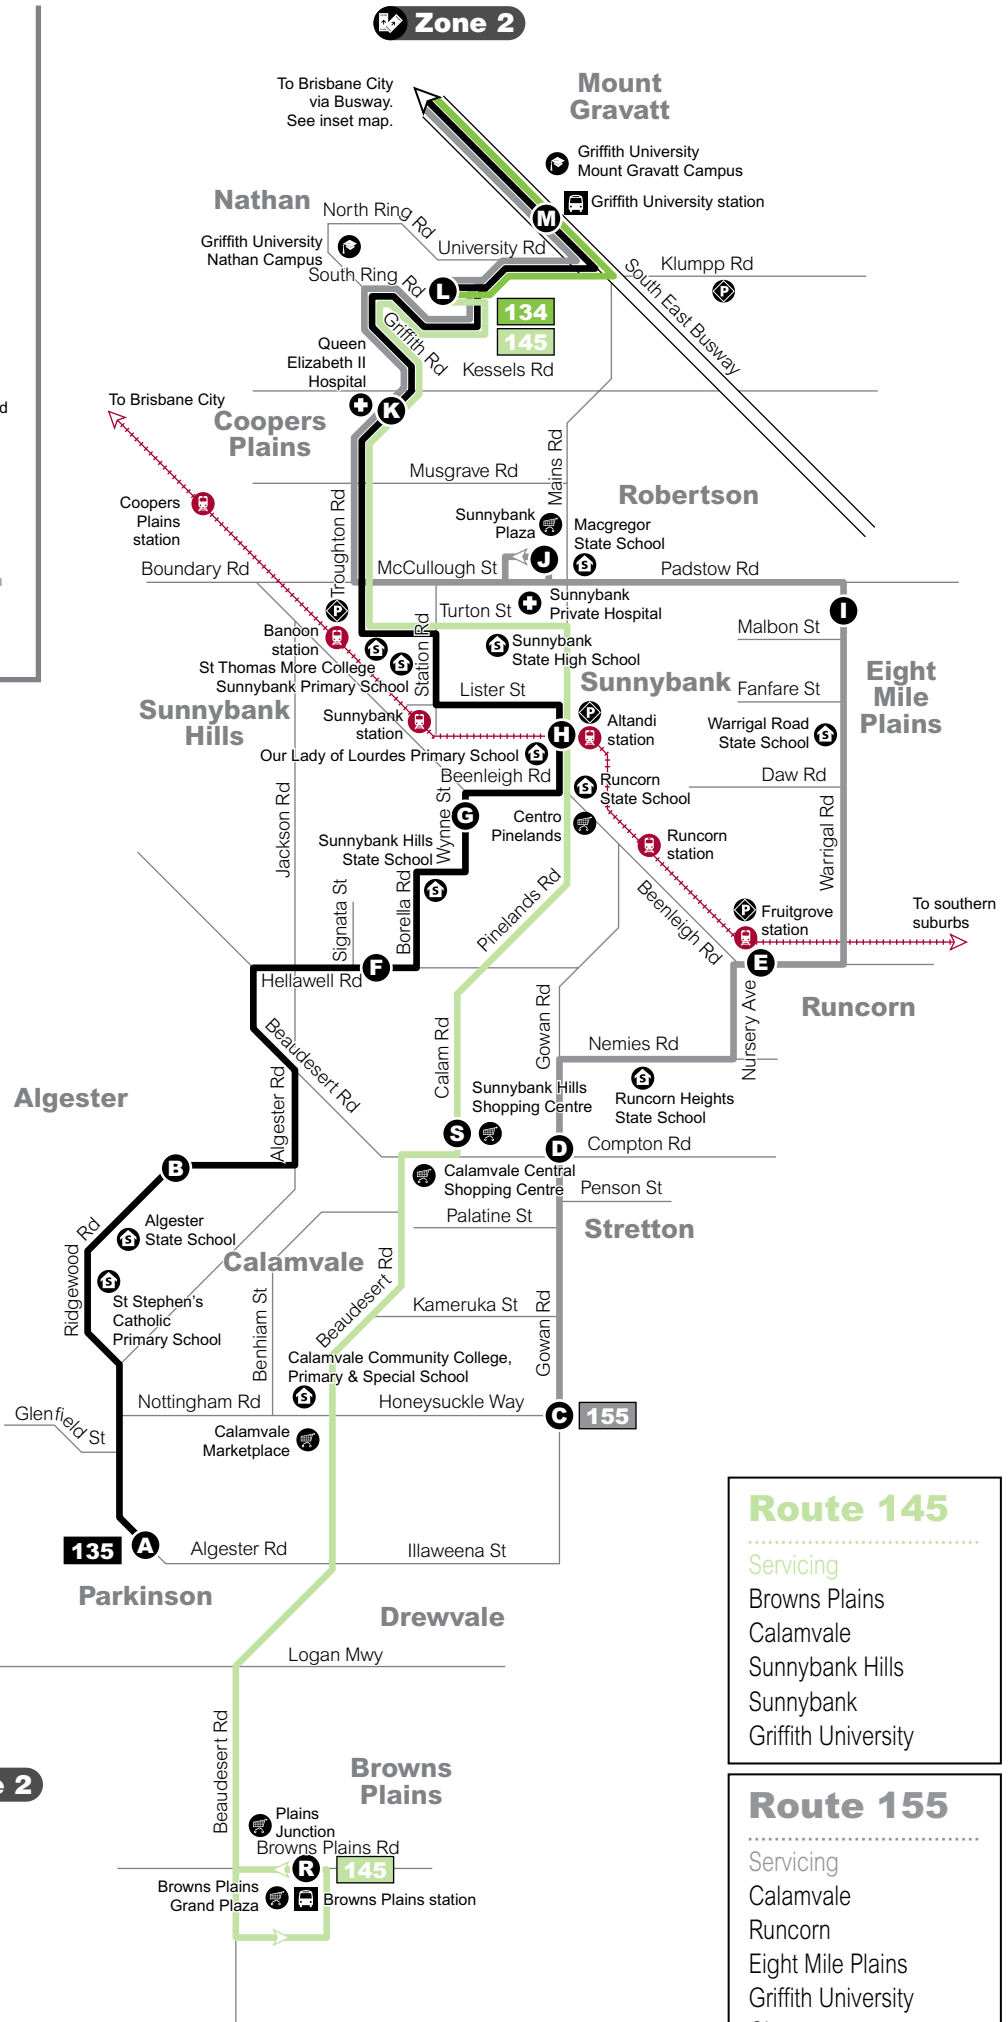 Zone 2
To Brisbane City
via Busway.
See inset map.
Mount
Gravatt
Griffith University
Mount Gravatt Campus
Griffith University station
M
Nathan
North Ring Rd
University Rd
Griffith University
Nathan Campus
South Ring Rd
L
Klumpp Rd
P
South East Busway
134
145
Griffith Rd
Queen
Elizabeth II
Hospital
Kessels Rd
K
To Brisbane City
d
Coopers
Plains
Musgrave Rd
Mains Rd
Robertson
Coopers
Plains
station
Troughton Rd
Sunnybank
Plaza
Macgregor
State School
J
Boundary Rd
McCullough St
Padstow Rd
Turton St
Sunnybank
Private Hospital
I
Malbon St
P
Banoon
station
Station Rd
Sunnybank
State High School
St Thomas More College
Sunnybank Primary School
Lister St
Sunnybank
Fanfare St
Eight
Mile
Plains
Sunnybank
Hills
Sunnybank
station
P
Altandi
station
H
Warrigal Road
State School
Our Lady of Lourdes Primary School
Beenleigh Rd
Daw Rd
Runcorn
State School
Jackson Rd
Wynne St
G
Centro
Pinelands
Warrigal Rd
Sunnybank Hills
State School
Runcorn
station
Signata St
Borella Rd
Pinelands Rd
Beenleigh Rd
P
Fruitgrove
station
To southern
suburbs
F
E
Hellawell Rd
Runcorn
Beaudesert Rd
Calam Rd
Gowan Rd
Nemies Rd
Nursery Ave
Algester
Algester Rd
Sunnybank Hills
Shopping Centre
Runcorn Heights
State School
S
D
Compton Rd
B
Calamvale Central
Shopping Centre
Penson St
Ridgewood Rd
Algester
State School
Palatine St
Stretton
Calamvale
St Stephen's
Catholic
Primary School
Benhiam St
Beaudesert Rd
Kameruka St
Gowan Rd
Calamvale Community College,
Primary & Special School
Nottingham Rd
Honeysuckle Way
C
155
Glenfield St
Calamvale
Marketplace
135
A
Algester Rd
Illaweena St
Parkinson
Drewvale
Logan Mwy
Beaudesert Rd
2
Browns
Plains
Plains
Junction
Browns Plains Rd
R
145
Browns Plains
Grand Plaza
Browns Plains station
Route 145
Servicing
Browns Plains
Calamvale
Sunnybank Hills
Sunnybank
Griffith University
Route 155
Servicing
Calamvale
Runcorn
Eight Mile Plains
Griffith University